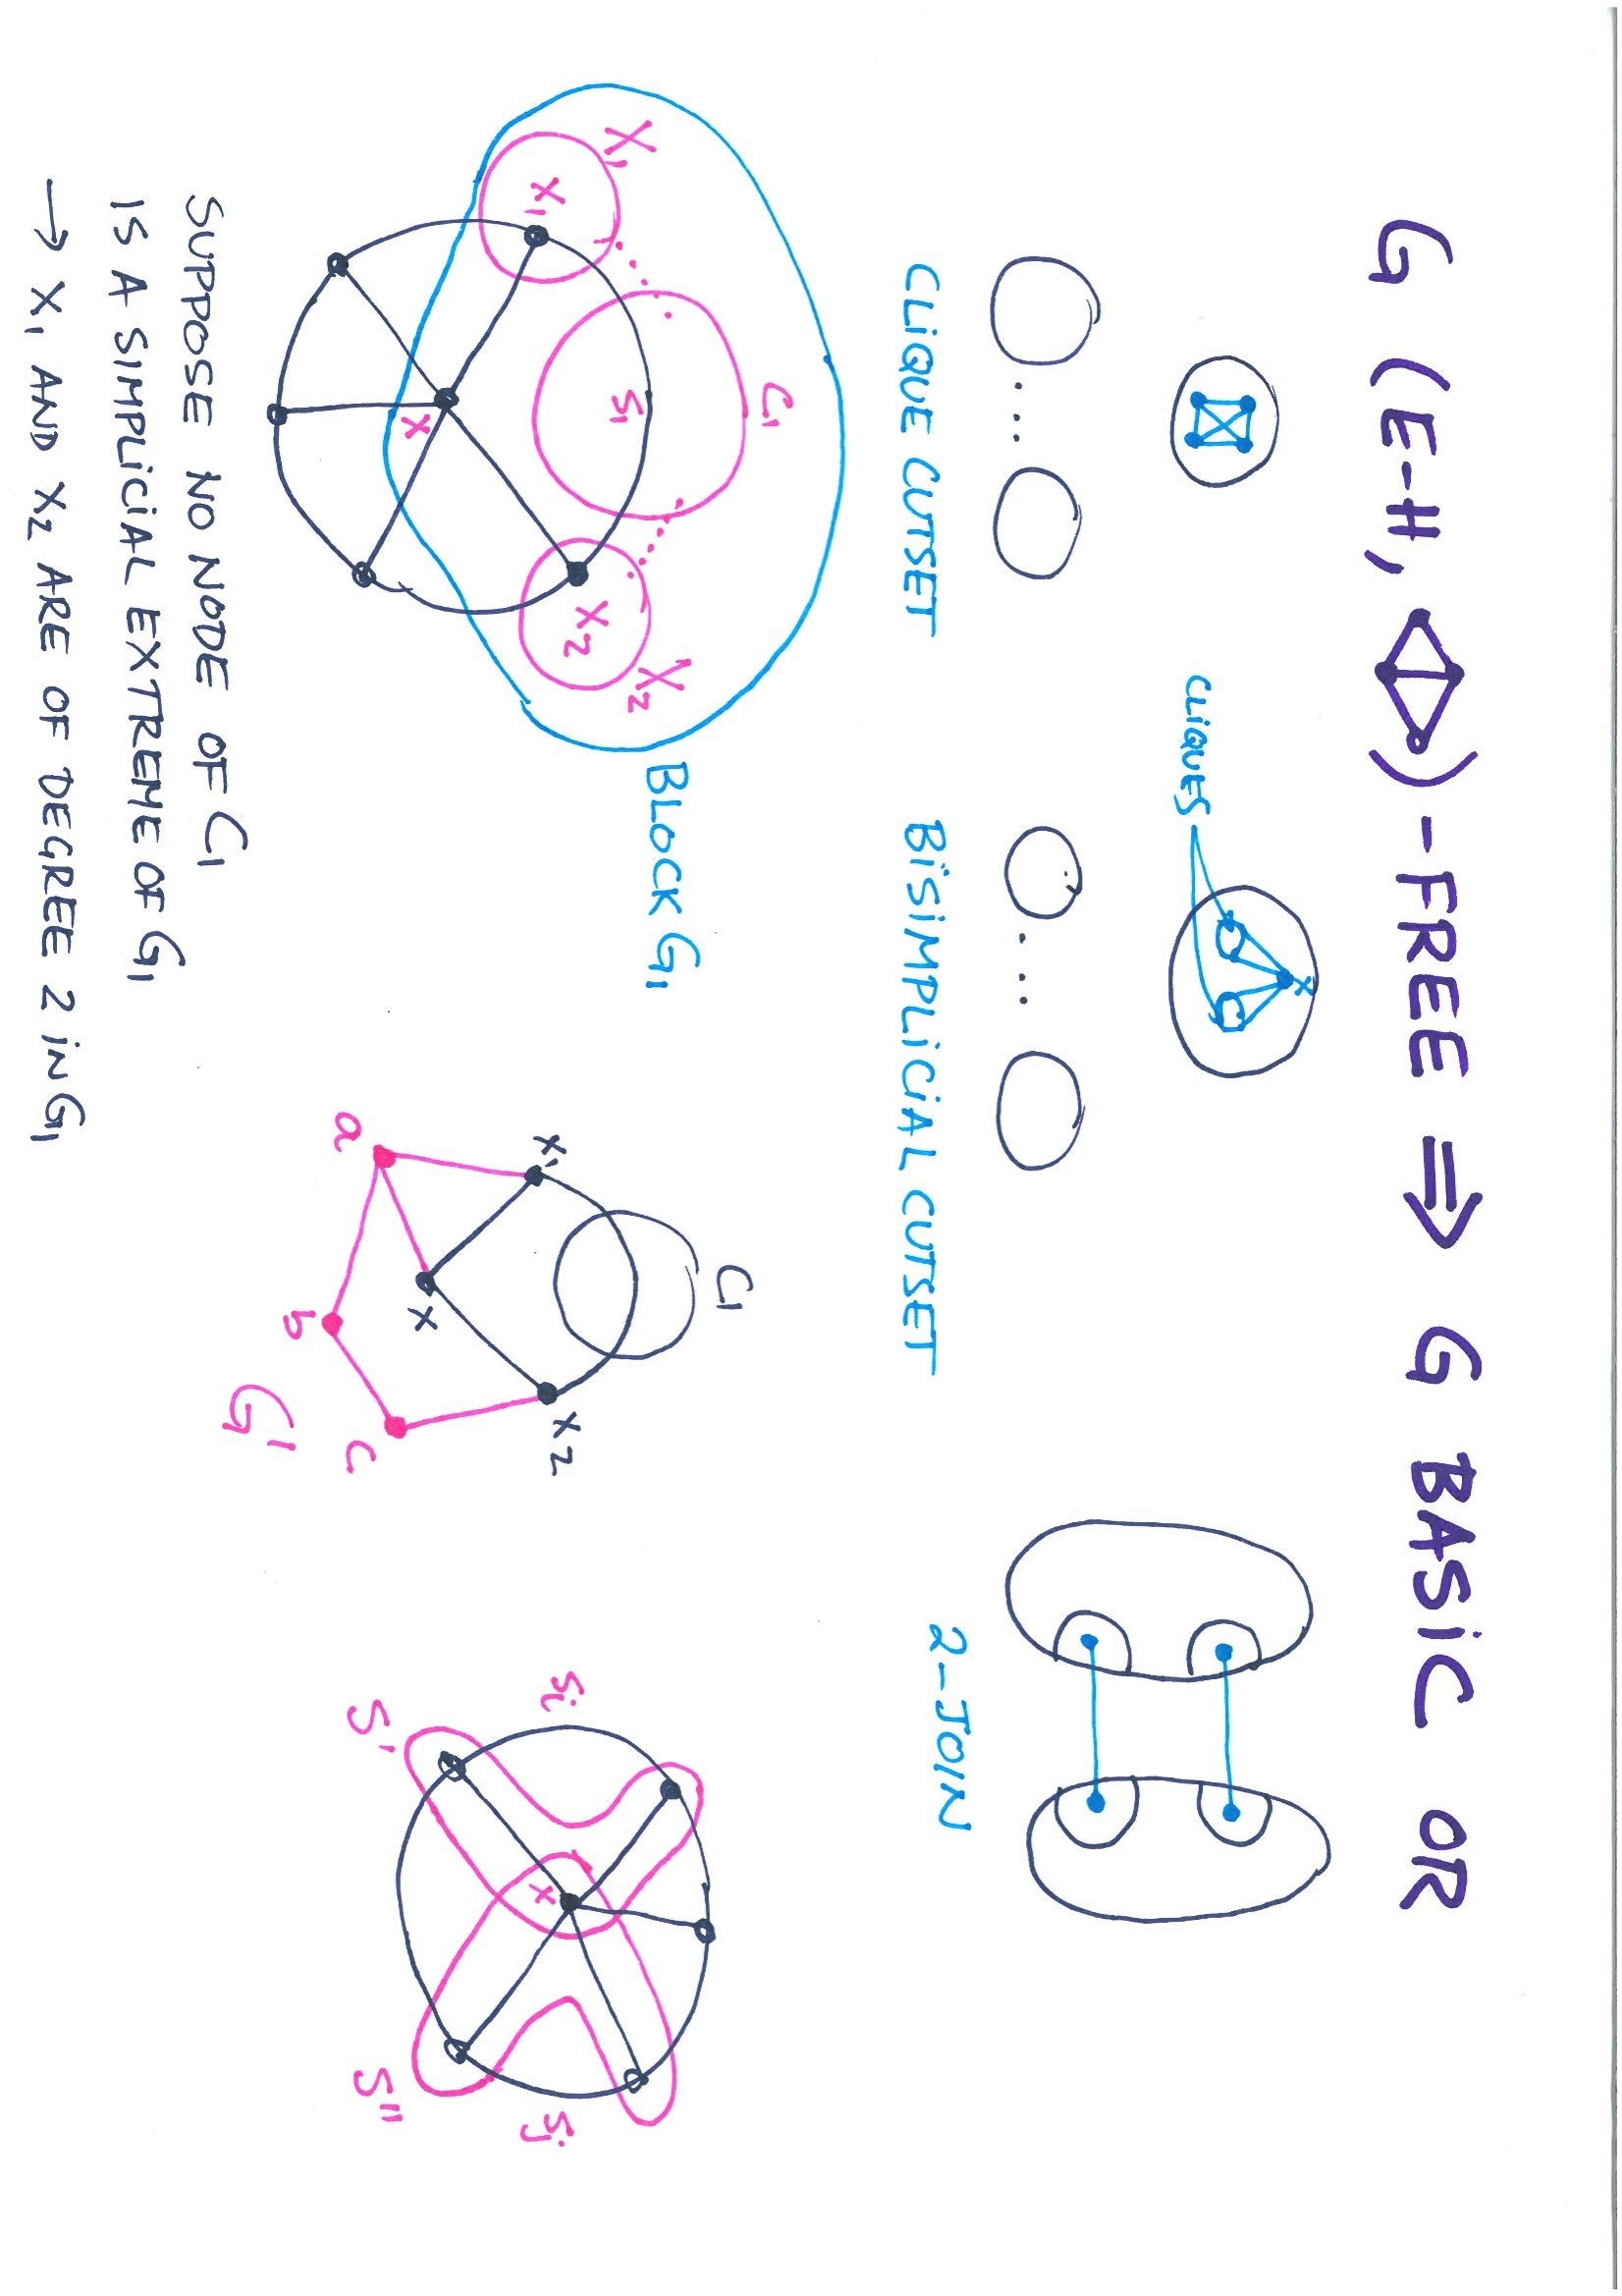 G (E-H, )-FREE ⇒ G BASIC OR
CLIQUES
x
CLIQUE CUTSET
BISIMPLICIAL CUTSET
2-JOIN
C1
X1
x1
S1
x2
X2
x
BLOCK G1
C1
x1
x
x2
a
b
c
G'
Si
S'
x
S''
Sj
SUPPOSE NO NODE OF C1
IS A SIMPLICIAL EXTREME OF G1
→ x1 AND x2 ARE OF DEGREE 2 IN G1